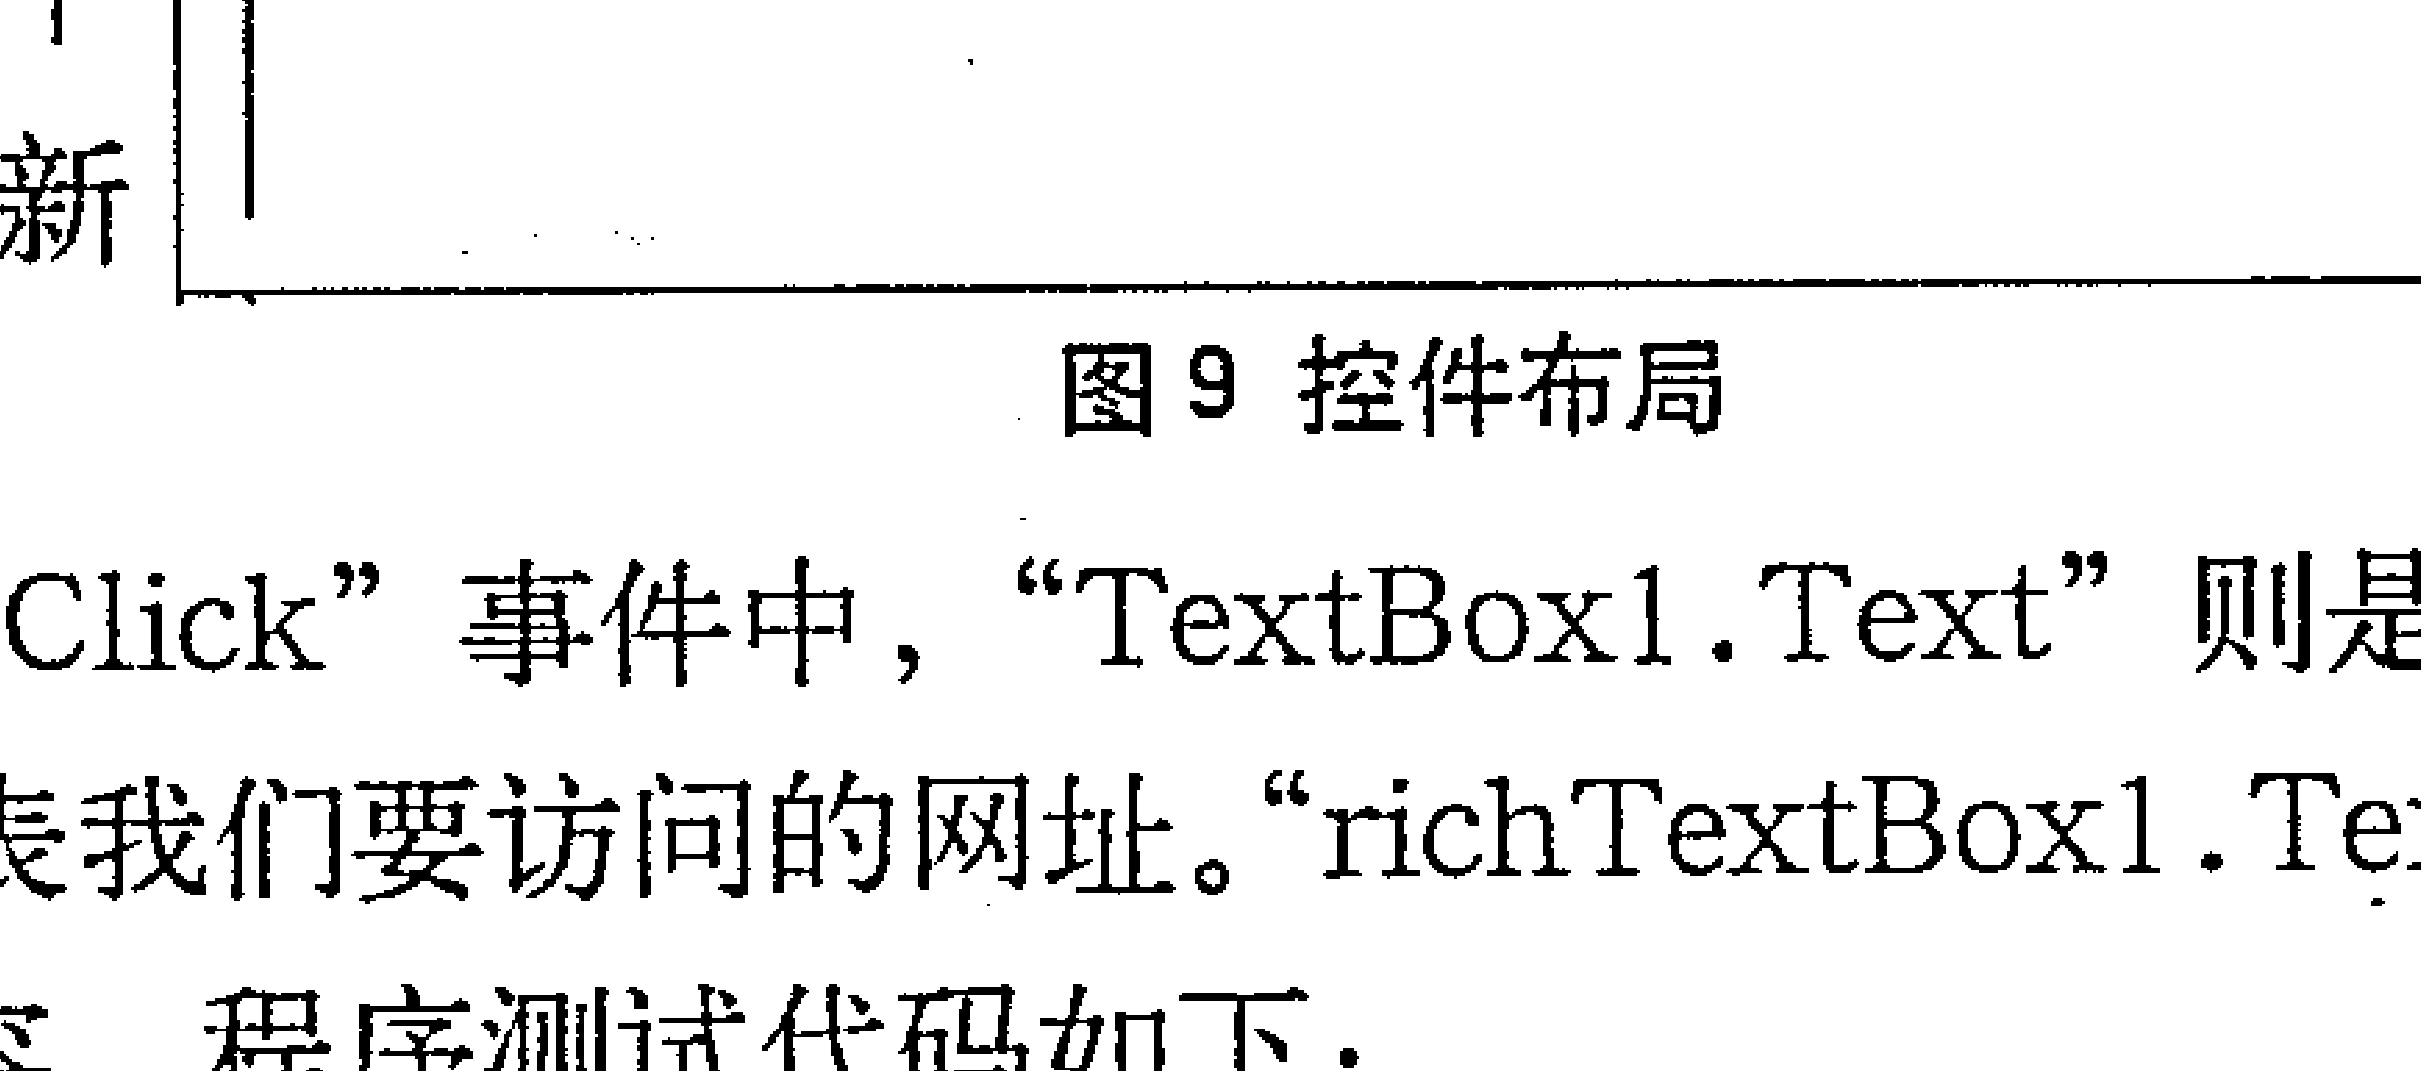 新
图9 控件布局
Click” 事件中，“TextBox1.Text” 则是
表我们要访问的网址。“richTextBox1.Te
程序测试代码如下：